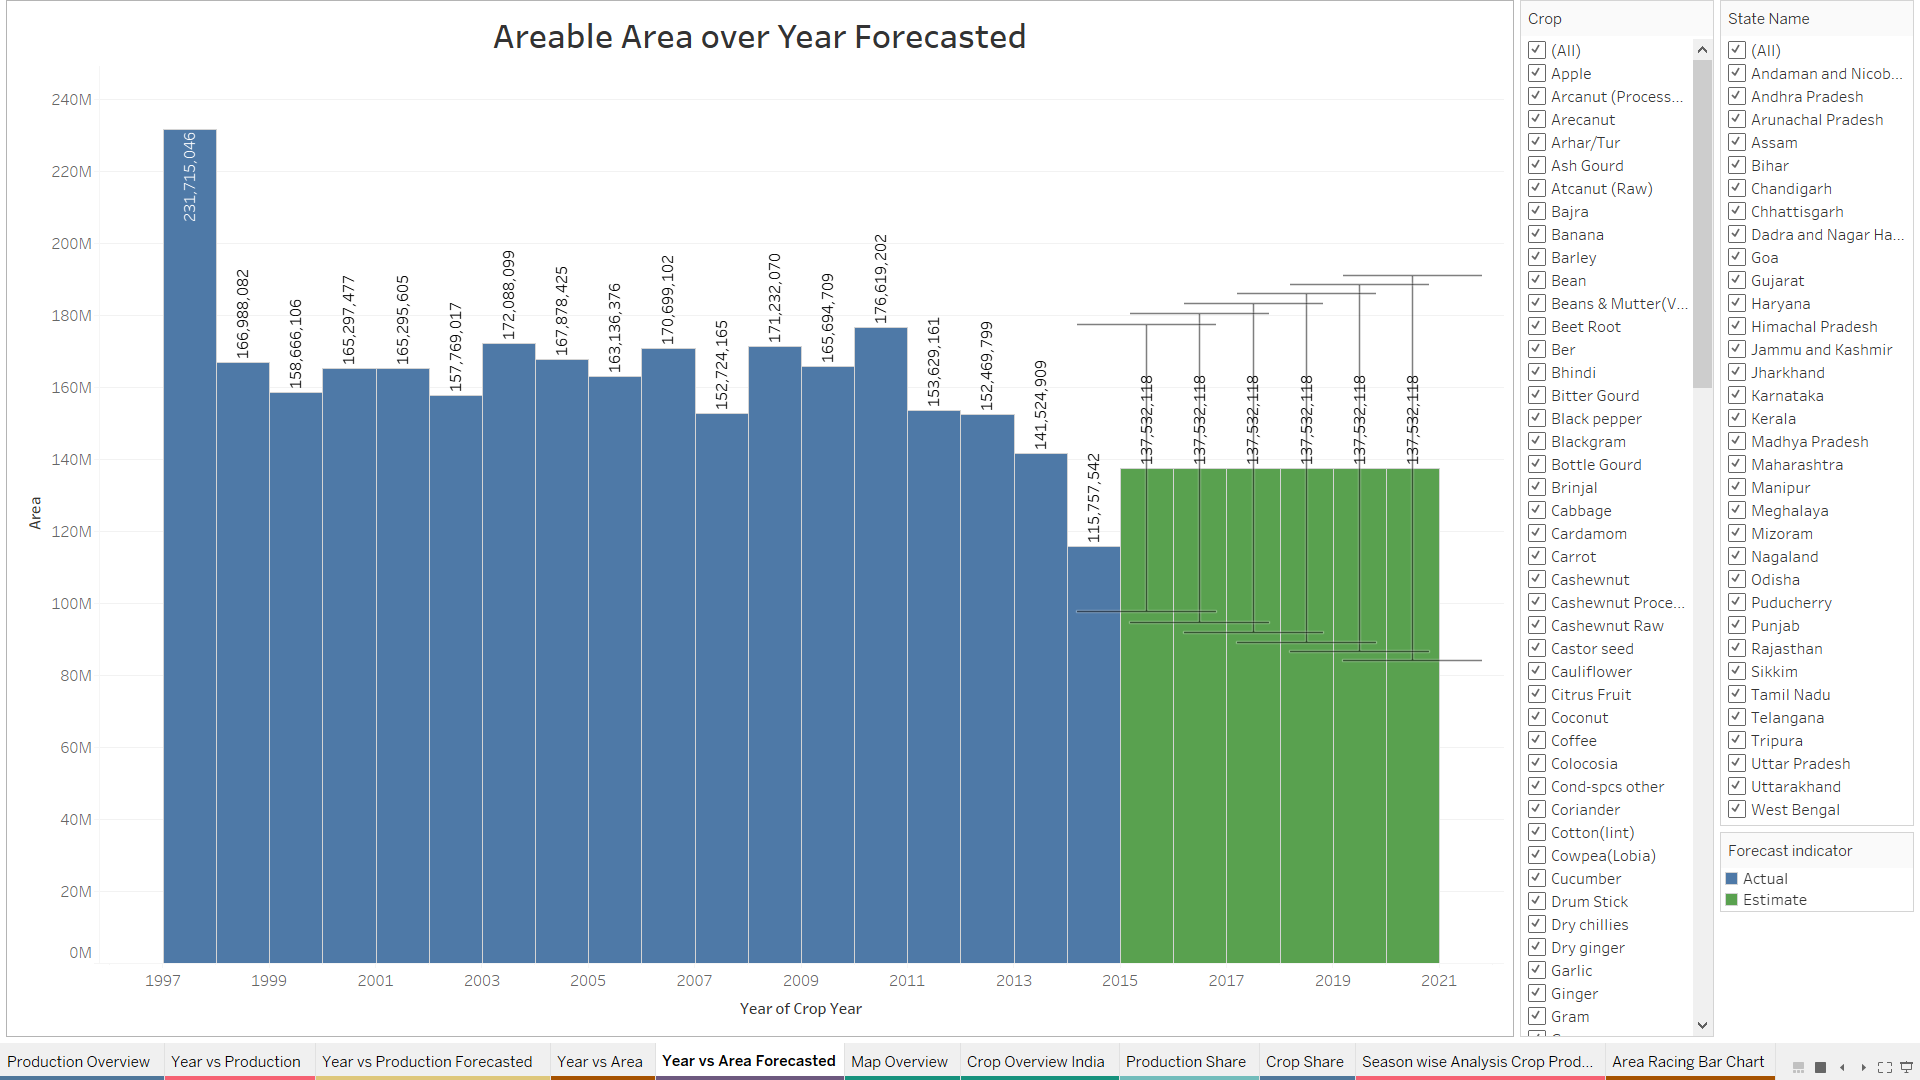 Areable Area over Year Forecasted
240M
220M
200M
180M
160M
140M
120M
100M
80M
60M
40M
20M
0M
Area
231,715,046
166,988,082
158,666,106
165,297,477
165,295,605
157,769,017
172,088,099
167,878,425
163,136,376
170,699,102
152,724,165
171,232,070
165,694,709
176,619,202
153,629,161
152,469,799
141,524,909
115,757,542
137,532,118
137,532,118
137,532,118
137,532,118
137,532,118
137,532,118
1997
1999
2001
2003
2005
2007
2009
2011
2013
2015
2017
2019
2021
Year of Crop Year
Crop
(All)
Apple
Arcanut (Process...
Arecanut
Arhar/Tur
Ash Gourd
Atcanut (Raw)
Bajra
Banana
Barley
Bean
Beans & Mutter(V...
Beet Root
Ber
Bhindi
Bitter Gourd
Black pepper
Blackgram
Bottle Gourd
Brinjal
Cabbage
Cardamom
Carrot
Cashewnut
Cashewnut Proce...
Cashewnut Raw
Castor seed
Cauliflower
Citrus Fruit
Coconut
Coffee
Colocosia
Cond-spcs other
Coriander
Cotton(lint)
Cowpea(Lobia)
Cucumber
Drum Stick
Dry chillies
Dry ginger
Garlic
Ginger
Gram
State Name
(All)
Andaman and Nicob...
Andhra Pradesh
Arunachal Pradesh
Assam
Bihar
Chandigarh
Chhattisgarh
Dadra and Nagar Ha...
Goa
Gujarat
Haryana
Himachal Pradesh
Jammu and Kashmir
Jharkhand
Karnataka
Kerala
Madhya Pradesh
Maharashtra
Manipur
Meghalaya
Mizoram
Nagaland
Odisha
Puducherry
Punjab
Rajasthan
Sikkim
Tamil Nadu
Telangana
Tripura
Uttar Pradesh
Uttarakhand
West Bengal
Forecast indicator
Actual
Estimate
Production Overview
Year vs Production
Year vs Production Forecasted
Year vs Area
Year vs Area Forecasted
Map Overview
Crop Overview India
Production Share
Crop Share
Season wise Analysis Crop Prod...
Area Racing Bar Chart